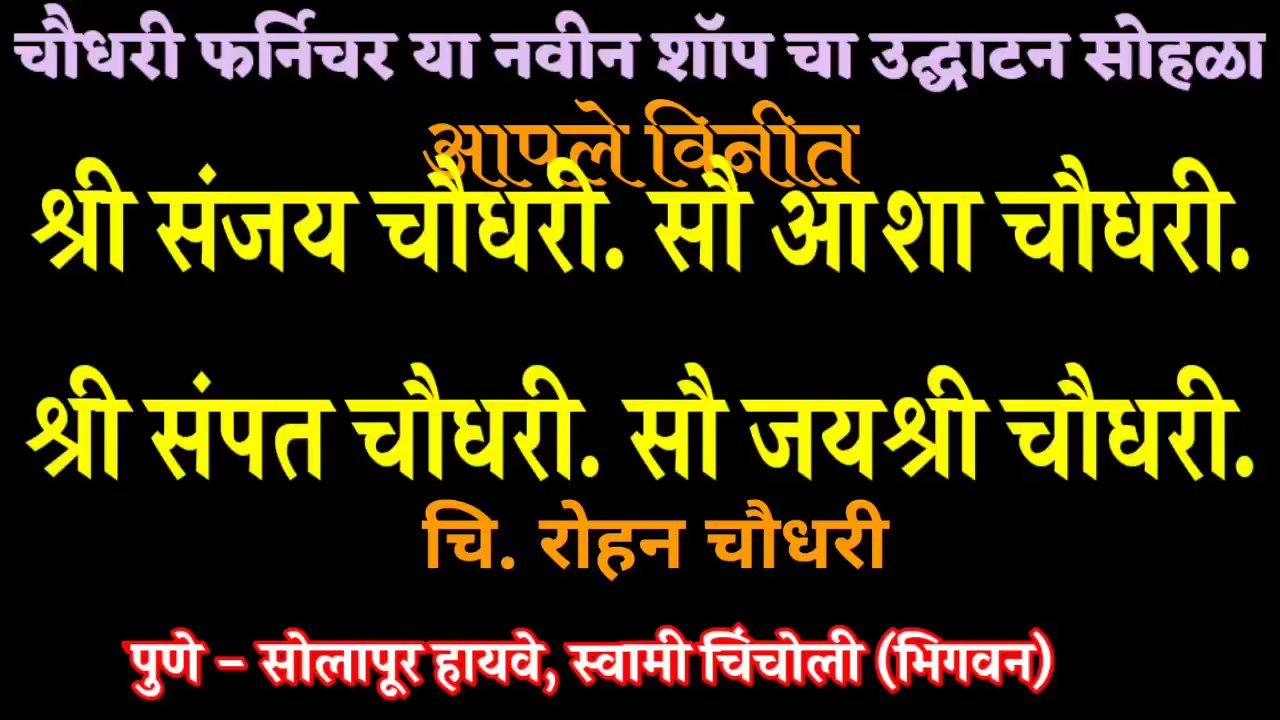 चौधरी फर्निचर या नवीन शॉप चा उद्घाटन सोहळा
आपले विनीत
श्री संजय चौधरी. सौ आशा चौधरी.
श्री संपत चौधरी. सौ जयश्री चौधरी.
चि. रोहन चौधरी
पुणे – सोलापूर हायवे, स्वामी चिंचोली (भिगवन)